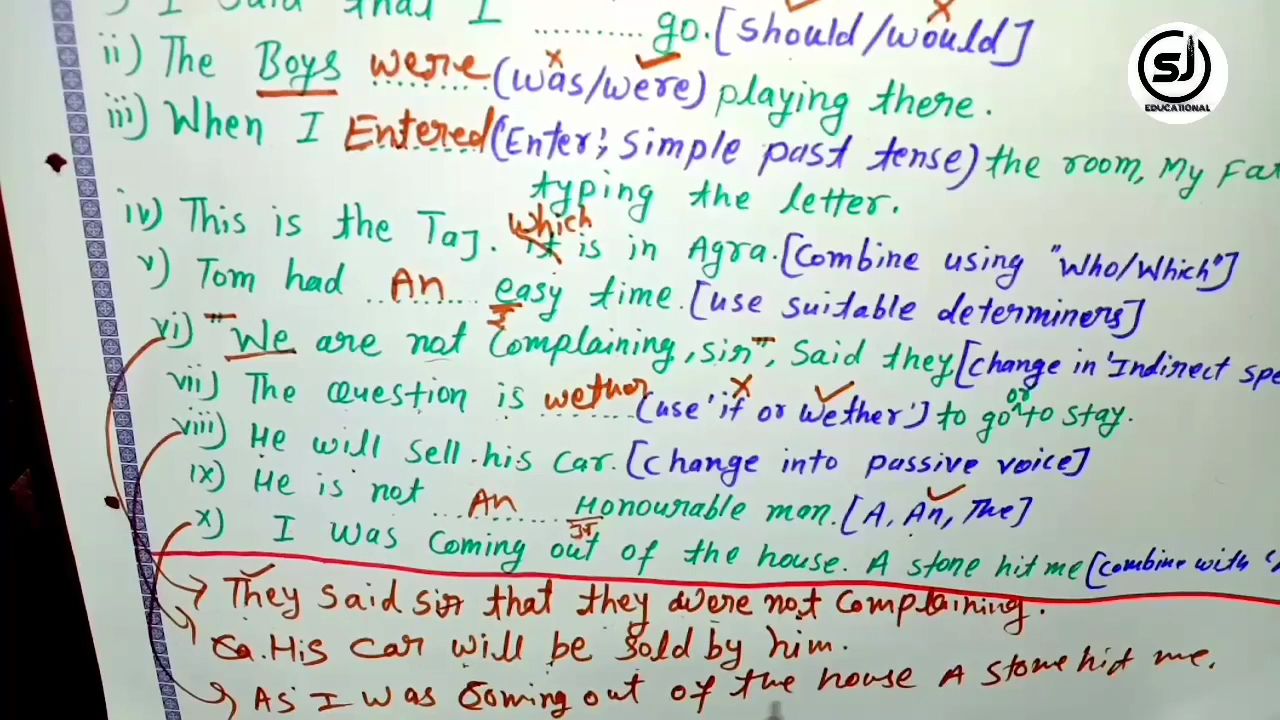 I said that I ............ go. [should/would]
ii) The Boys were (was/were) playing there.
iii) When I Entered (Enter; simple past tense) the room, My Fa
typing the letter.
iv) This is the Taj. it which is in Agra. [Combine using "Who/Which"]
v) Tom had ... An ... easy time. [use suitable determiners]
vi) "We are not Complaining, sir", Said they [change in 'Indirect spe
vii) The Question is wether (use 'if or Wether') to go or to stay.
viii) He will sell his car. [change into passive voice]
ix) He is not ... An ... Honourable man. [A, An, The]
x) I was coming out of the house. A stone hit me (combine with '
They said sir that they were not Complaining.
His car will be sold by him.
As I was coming out of the house A stone hit me.
SJ
EDUCATIONAL